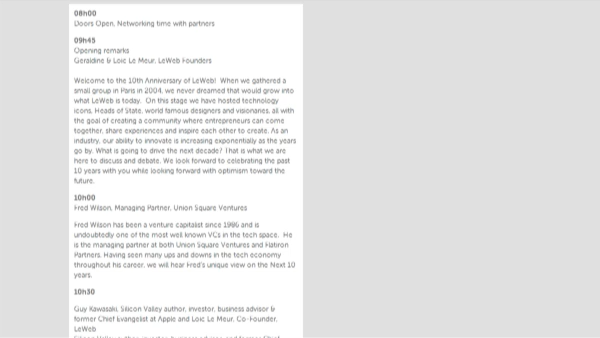 08h00
Doors Open, Networking time with partners
09h45
Opening remarks
Geraldine & Loic Le Meur, LeWeb Founders
Welcome to the 10th Anniversary of LeWeb! When we gathered a
small group in Paris in 2004, we never dreamed that would grow into
what LeWeb is today. On this stage we have hosted technology
icons, Heads of State, world famous designers and visionaries, all with
the goal of creating a community where entrepreneurs can come
together, share experiences and inspire each other to create. As an
industry, our ability to innovate is increasing exponentially as the years
go by. What is going to drive the next decade? That is what we are
here to discuss and debate. We look forward to celebrating the past
10 years with you while looking forward with optimism toward the
future.
10h00
Fred Wilson, Managing Partner, Union Square Ventures
Fred Wilson has been a venture capitalist since 1986 and is
undoubtedly one of the most well known VCs in the tech space. He
is the managing partner at both Union Square Ventures and Flatiron
Partners. Having seen many ups and downs in the tech economy
throughout his career, we will hear Fred's unique view on the Next 10
years.
10h30
Guy Kawasaki, Silicon Valley author, investor, business advisor &
former Chief Evangelist at Apple and Loic Le Meur, Co-Founder,
LeWeb